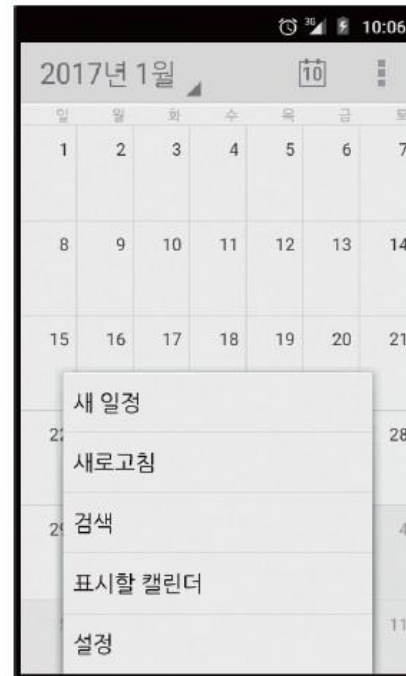 3G 10:06
2017년 1월 10
일 월 화 수 목 금 토
1 2 3 4 5 6 7
8 9 10 11 12 13 14
15 16 17 18 19 20 21
새 일정
22 28
새로고침
29 검색 4
표시할 캘린더
11
설정